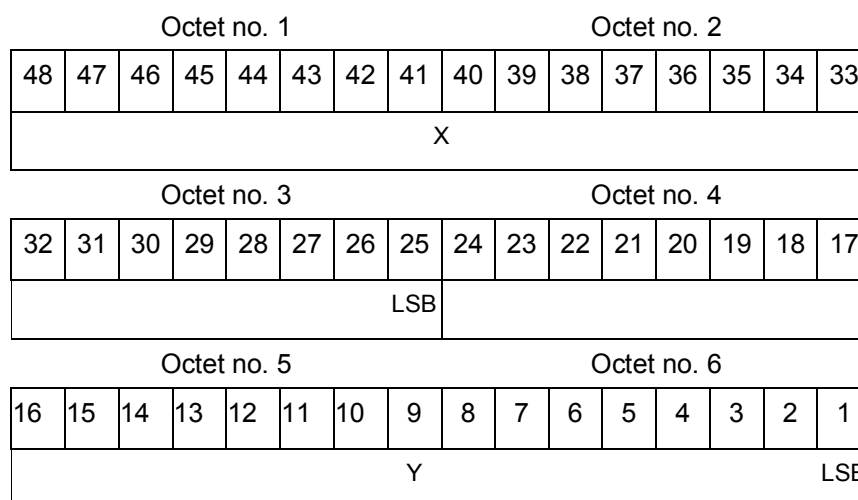 Octet no. 1 Octet no. 2
48 47 46 45 44 43 42 41 40 39 38 37 36 35 34 33
X
Octet no. 3 Octet no. 4
32 31 30 29 28 27 26 25 24 23 22 21 20 19 18 17
LSB
Octet no. 5 Octet no. 6
16 15 14 13 12 11 10 9 8 7 6 5 4 3 2 1
Y LSB